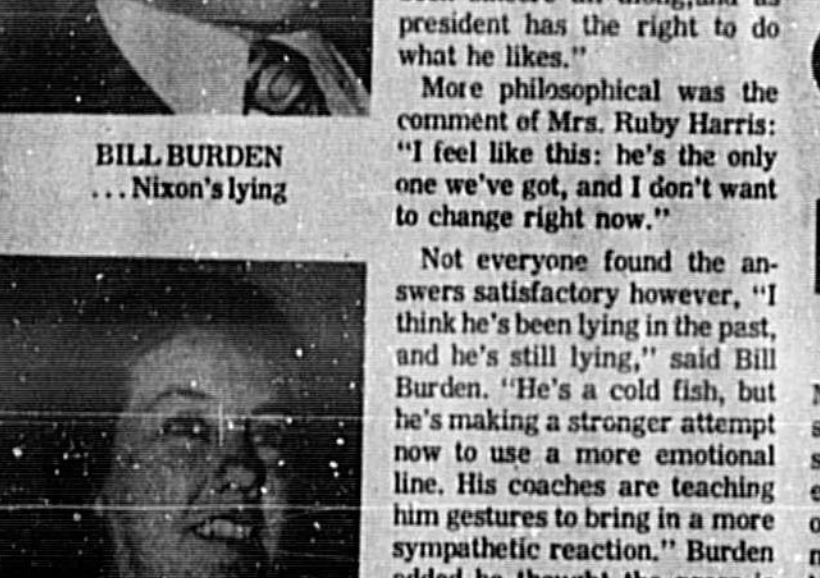 BILL BURDEN
...Nixon's lying
president has the right to do
what he likes."
More philosophical was the
comment of Mrs. Ruby Harris:
"I feel like this: he's the only
one we've got, and I don't want
to change right now."
Not everyone found the an-
swers satisfactory however, "I
think he's been lying in the past,
and he's still lying," said Bill
Burden. "He's a cold fish, but
he's making a stronger attempt
now to use a more emotional
line. His coaches are teaching
him gestures to bring in a more
sympathetic reaction." Burden
added he thought the